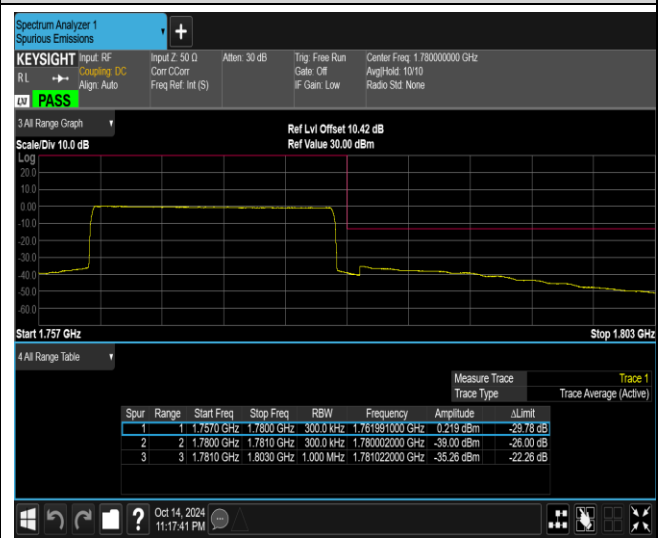 Spectrum Analyzer 1
Spurious Emissions
+
KEYSIGHT Input: RF Input Z: 50 Ω Atten: 30 dB Trig: Free Run Center Freq: 1.780000000 GHz
RL Coupling: DC Corr CCorr Gate: Off Avg|Hold: 10/10
Align: Auto Freq Ref: Int (S) IF Gain: Low Radio Std: None
LXI PASS
3 All Range Graph
Ref Lvl Offset 10.42 dB
Scale/Div 10.0 dB Ref Value 30.00 dBm
Log
20.0
10.0
0.00
-10.0
-20.0
-30.0
-40.0
-50.0
-60.0
Start 1.757 GHz Stop 1.803 GHz
4 All Range Table
Measure Trace Trace 1
Trace Type Trace Average (Active)
Spur Range Start Freq Stop Freq RBW Frequency Amplitude ΔLimit
1 1 1.7570 GHz 1.7800 GHz 300.0 kHz 1.761991000 GHz 0.219 dBm -29.78 dB
2 2 1.7800 GHz 1.7810 GHz 300.0 kHz 1.780002000 GHz -39.00 dBm -26.00 dB
3 3 1.7810 GHz 1.8030 GHz 1.000 MHz 1.781022000 GHz -35.26 dBm -22.26 dB
? Oct 14, 2024
11:17:41 PM